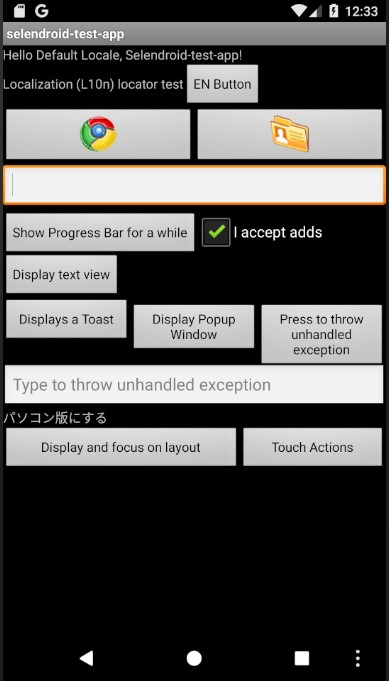 12:33
selendroid-test-app
Hello Default Locale, Selendroid-test-app!
Localization (L10n) locator test EN Button
Show Progress Bar for a while I accept adds
Display text view
Displays a Toast
Display Popup
Window
Press to throw
unhandled
exception
Type to throw unhandled exception
パソコン版にする
Display and focus on layout Touch Actions